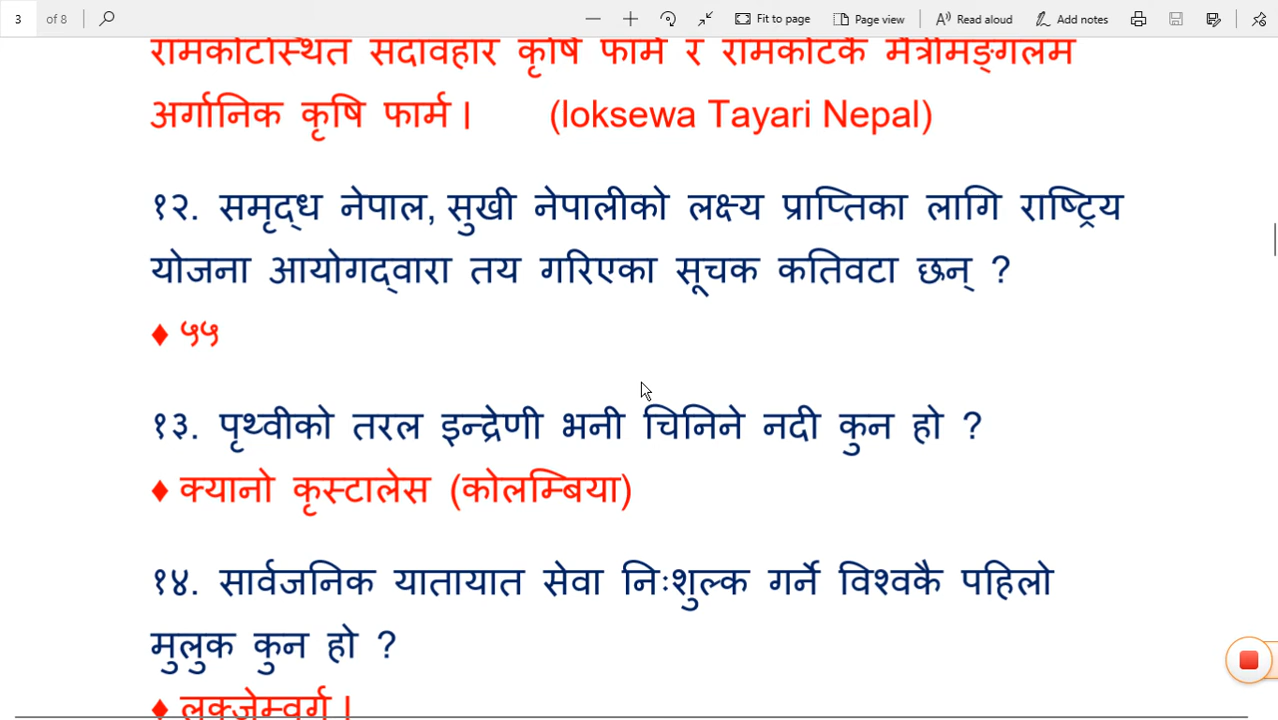 3 of 8 Fit to page Page view Read aloud Add notes
रामकोटस्थित सदावहार कृषि फार्म र रामकोटकै मैत्रीमङ्गलम
अर्गानिक कृषि फार्म। (loksewa Tayari Nepal)
१२. समृद्ध नेपाल, सुखी नेपालीको लक्ष्य प्राप्तिका लागि राष्ट्रिय
योजना आयोगद्वारा तय गरिएका सूचक कतिवटा छन् ?
♦ ५५
१३. पृथ्वीको तरल इन्द्रेणी भनी चिनिने नदी कुन हो ?
♦ क्यानो कृस्टालेस (कोलम्बिया)
१४. सार्वजनिक यातायात सेवा निःशुल्क गर्ने विश्वकै पहिलो
मुलुक कुन हो ?
♦ लक्जेम्वर्ग।